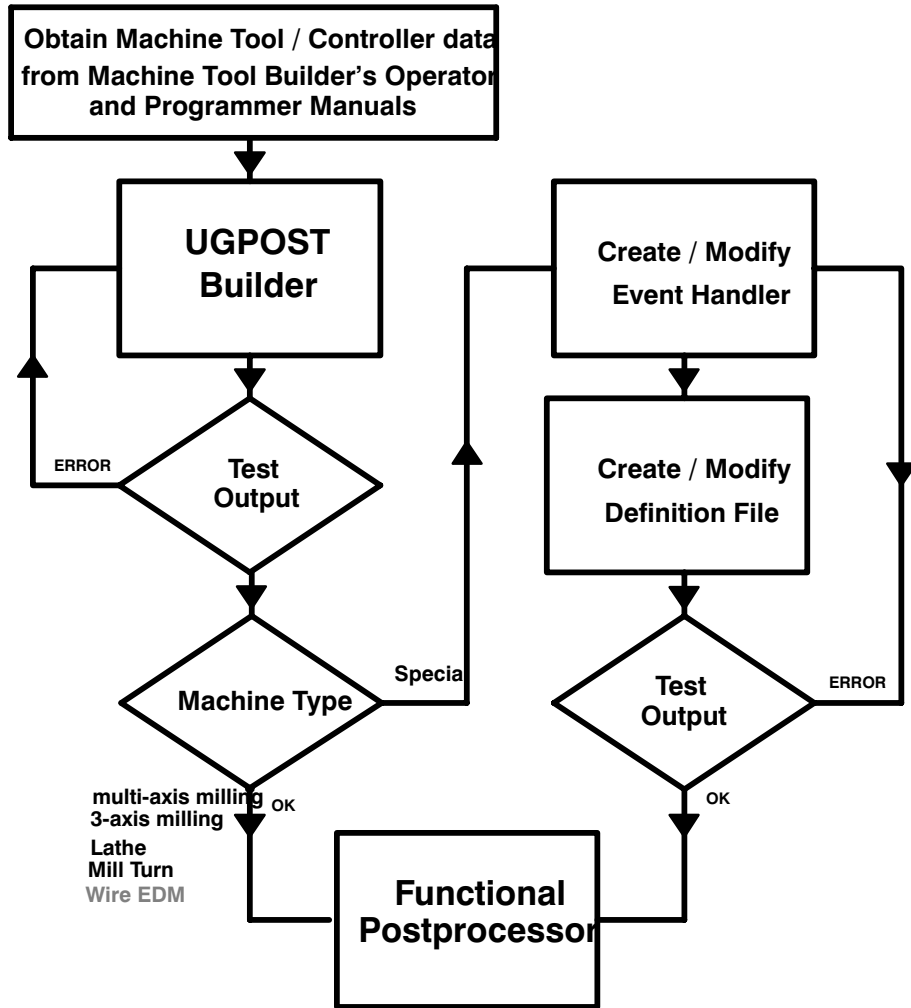 Obtain Machine Tool / Controller data
from Machine Tool Builder's Operator
and Programmer Manuals
UGPOST
Builder
ERROR
Test
Output
Machine Type
Specia
multi-axis milling
OK
3-axis milling
Lathe
Mill Turn
Wire EDM
Create / Modify
Event Handler
Create / Modify
Definition File
Test
Output
ERROR
OK
Functional
Postprocessor